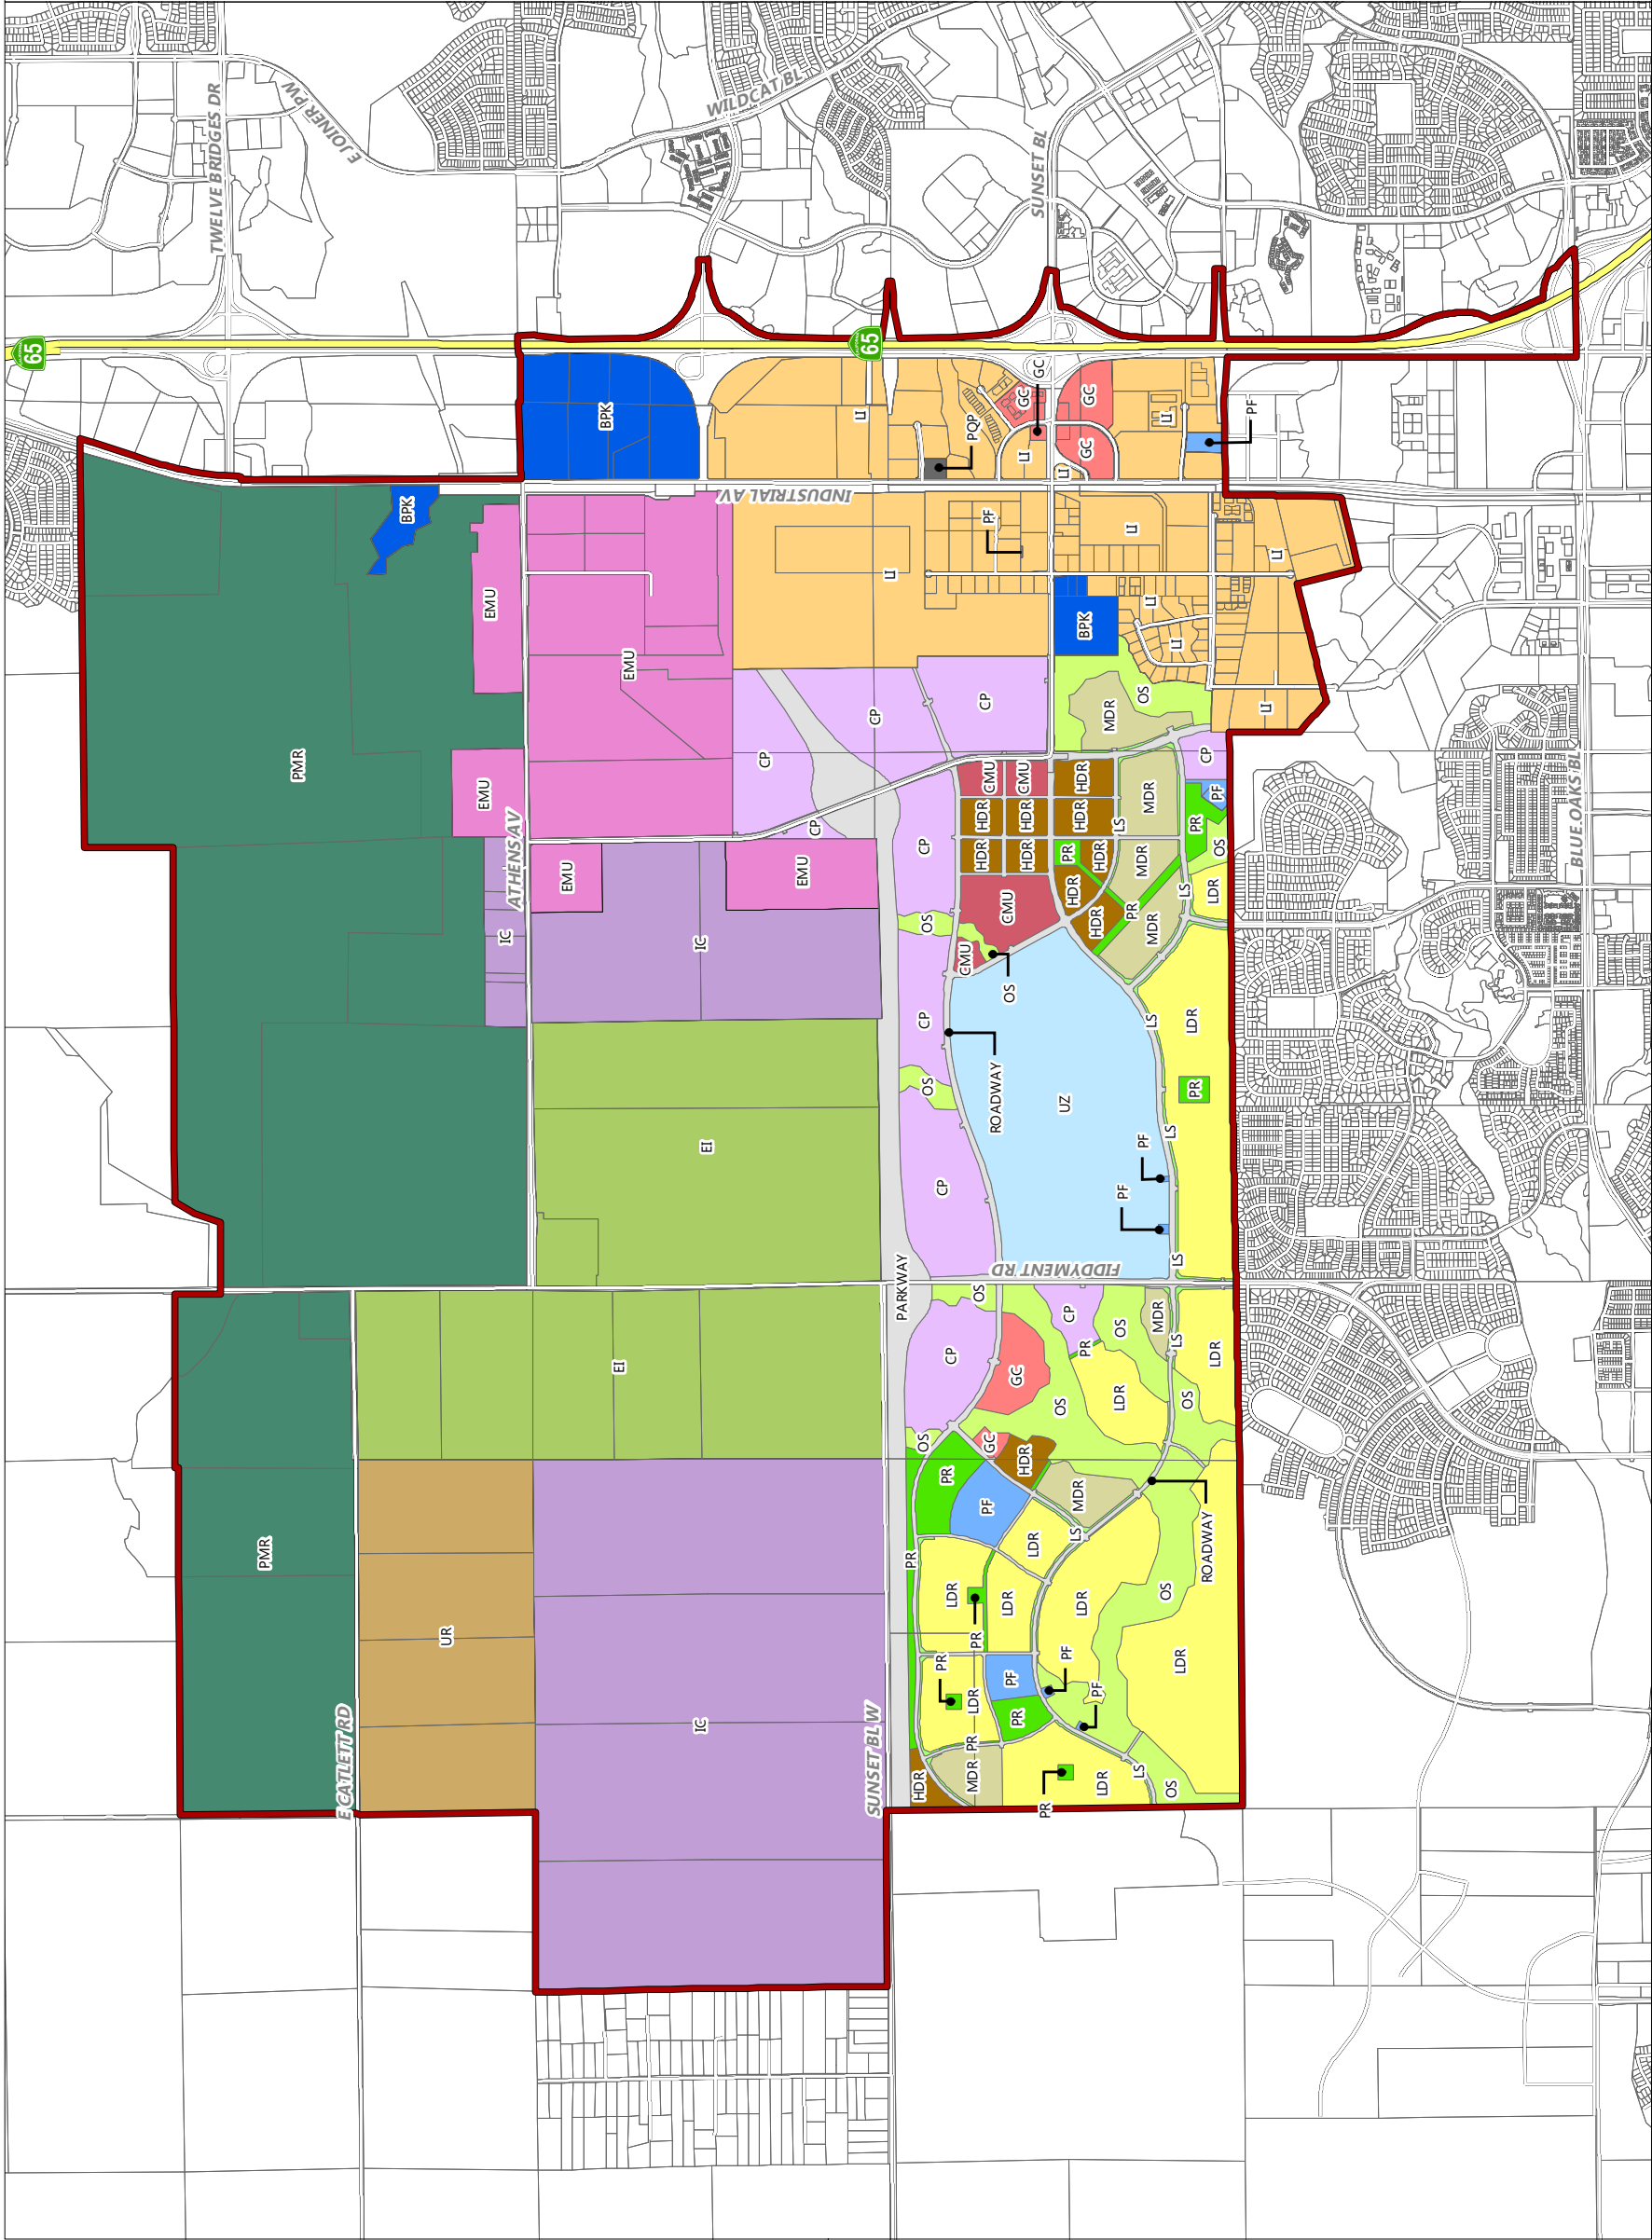 65
TWELVE BRIDGES DR
PMR
PMR
E JOINER PW
E CATLETT RD
BPK
UR
EMU
EMU
IC
ATHENS AV
EMU
BPK
EI
EMU
IC
IC
EI
WILDCAT BL
CP
INDUSTRIAL AV
EMU
CP
LI
65
SUNSET BL W
CP
LI
PARKWAY
PR
HDR
OS
CP
CP
OS
OS
PR
CP
PR
CP
LDR
CMU
MDR
PR
LDR
PQP
PR
OS
HDR
HDR
CP
PF
GC
CMU
PF
ROADWAY
LDR
CMU
OS
PF
PR
GC
HDR
CMU
GC
LI
HDR
HDR
LDR
SUNSET BL
GC
PR
FIDDYMENT RD
OS
UZ
LI
PF
PR
CP
HDR
LS
MDR
LDR
HDR
HDR
PR
BPK
GC
GC
PF
HDR
HDR
LDR
MDR
LDR
OS
LS
PF
PR
LI
LS
MDR
PF
OS
MDR
LI
LS
MDR
MDR
OS
LI
OS
LS
LS
LS
LI
LDR
LS
OS
LDR
PR
PR
ROADWAY
CP
LDR
LDR
PF
OS
PF
LI
LI
BLUE OAKS BL